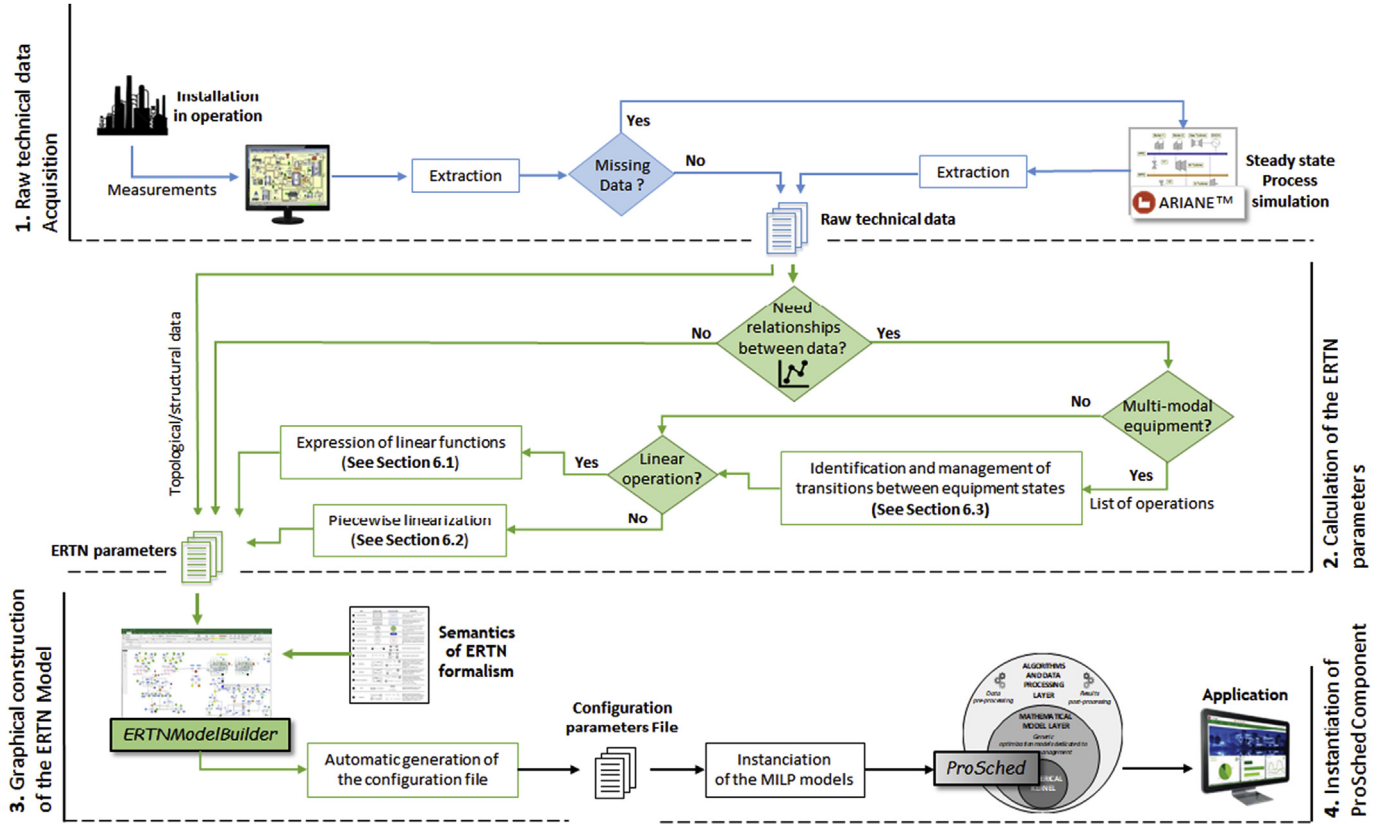 1. Raw technical data
Acquisition
Installation
in operation
Measurements
Extraction
Missing
Data ?
Yes
No
Extraction
ARIANE™
Steady state
Process
simulation
Raw technical data
Topological/structural data
Need
relationships
between data?
No
Yes
Multi-modal
equipment?
No
Yes
List of operations
Identification and management of
transitions between equipment states
(See Section 6.3)
Linear
operation?
Yes
No
Expression of linear functions
(See Section 6.1)
Piecewise linearization
(See Section 6.2)
ERTN parameters
2. Calculation of the ERTN
parameters
3. Graphical construction
of the ERTN Model
Semantics
of ERTN
formalism
ERTNModelBuilder
Automatic generation of
the configuration file
Configuration
parameters File
Instanciation
of the MILP models
ALGORITHMS
AND DATA
PROCESSING
LAYER
Data
pre-processing
Results
post-processing
MATHEMATICAL
MODEL LAYER
Generic
optimization models dedicated to
ProSched
KERNEL
Application
4. Instantiation of
ProSched Component